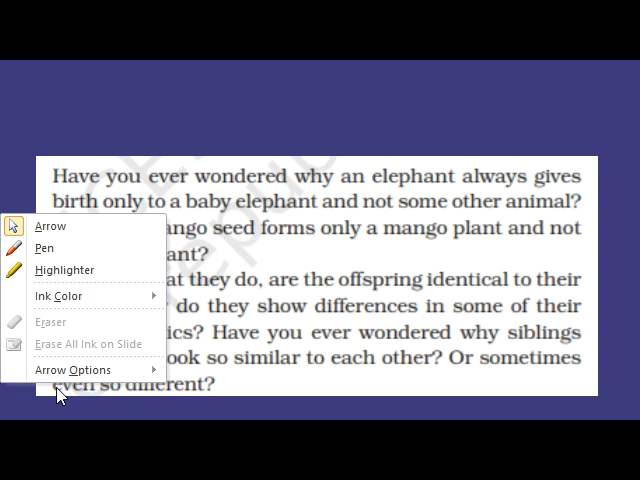 Have you ever wondered why an elephant always gives
birth only to a baby elephant and not some other animal?
ango seed forms only a mango plant and not
ant?
at they do, are the offspring identical to their
do they show differences in some of their
ics? Have you ever wondered why siblings
ook so similar to each other? Or sometimes
even so different?
Arrow
Pen
Highlighter
Ink Color
Eraser
Erase All Ink on Slide
Arrow Options